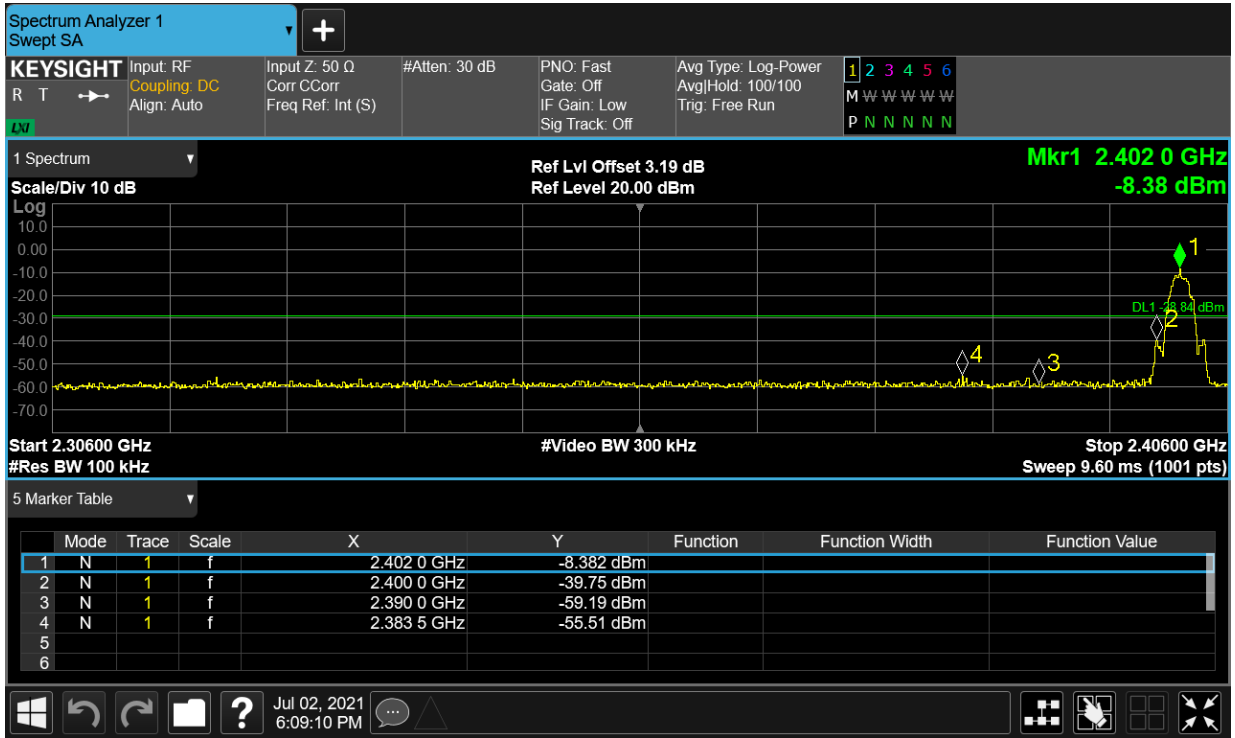 Spectrum Analyzer 1
Swept SA
KEYSIGHT
R T
LXI
Input: RF
Coupling: DC
Align: Auto
Input Z: 50 Ω
Corr CCorr
Freq Ref: Int (S)
#Atten: 30 dB
PNO: Fast
Gate: Off
IF Gain: Low
Sig Track: Off
Avg Type: Log-Power
Avg|Hold: 100/100
Trig: Free Run
1 2 3 4 5 6
M W W W W W
P N N N N N
1 Spectrum
Scale/Div 10 dB
Ref Lvl Offset 3.19 dB
Ref Level 20.00 dBm
Mkr1 2.402 0 GHz
-8.38 dBm
Log
10.0
0.00
-10.0
-20.0
-30.0
-40.0
-50.0
-60.0
-70.0
1
DL1 -28.84 dBm
2
4
3
Start 2.30600 GHz
#Video BW 300 kHz
Stop 2.40600 GHz
#Res BW 100 kHz
Sweep 9.60 ms (1001 pts)
5 Marker Table
Mode Trace Scale X Y Function Function Width Function Value
1 N 1 f 2.402 0 GHz -8.382 dBm
2 N 1 f 2.400 0 GHz -39.75 dBm
3 N 1 f 2.390 0 GHz -59.19 dBm
4 N 1 f 2.383 5 GHz -55.51 dBm
5
6
?
Jul 02, 2021
6:09:10 PM